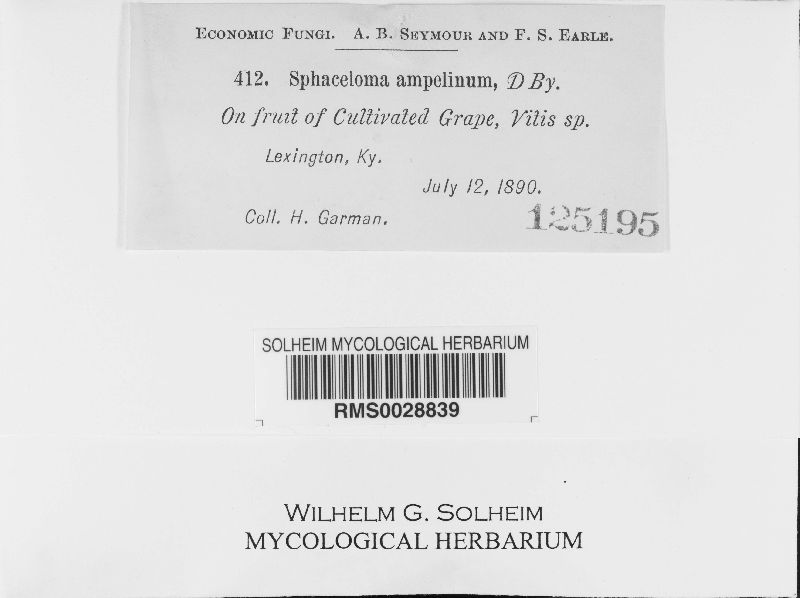 ECONOMIC FUNGI. A. B. SEYMOUR AND F. S. EARLE.
412. Sphaceloma ampelinum, D By.
On fruit of Cultivated Grape, Vitis sp.
Lexington, Ky.
July 12, 1890.
Coll. H. Garman.
125195
SOLHEIM MYCOLOGICAL HERBARIUM
RMS0028839
WILHELM G. SOLHEIM
MYCOLOGICAL HERBARIUM